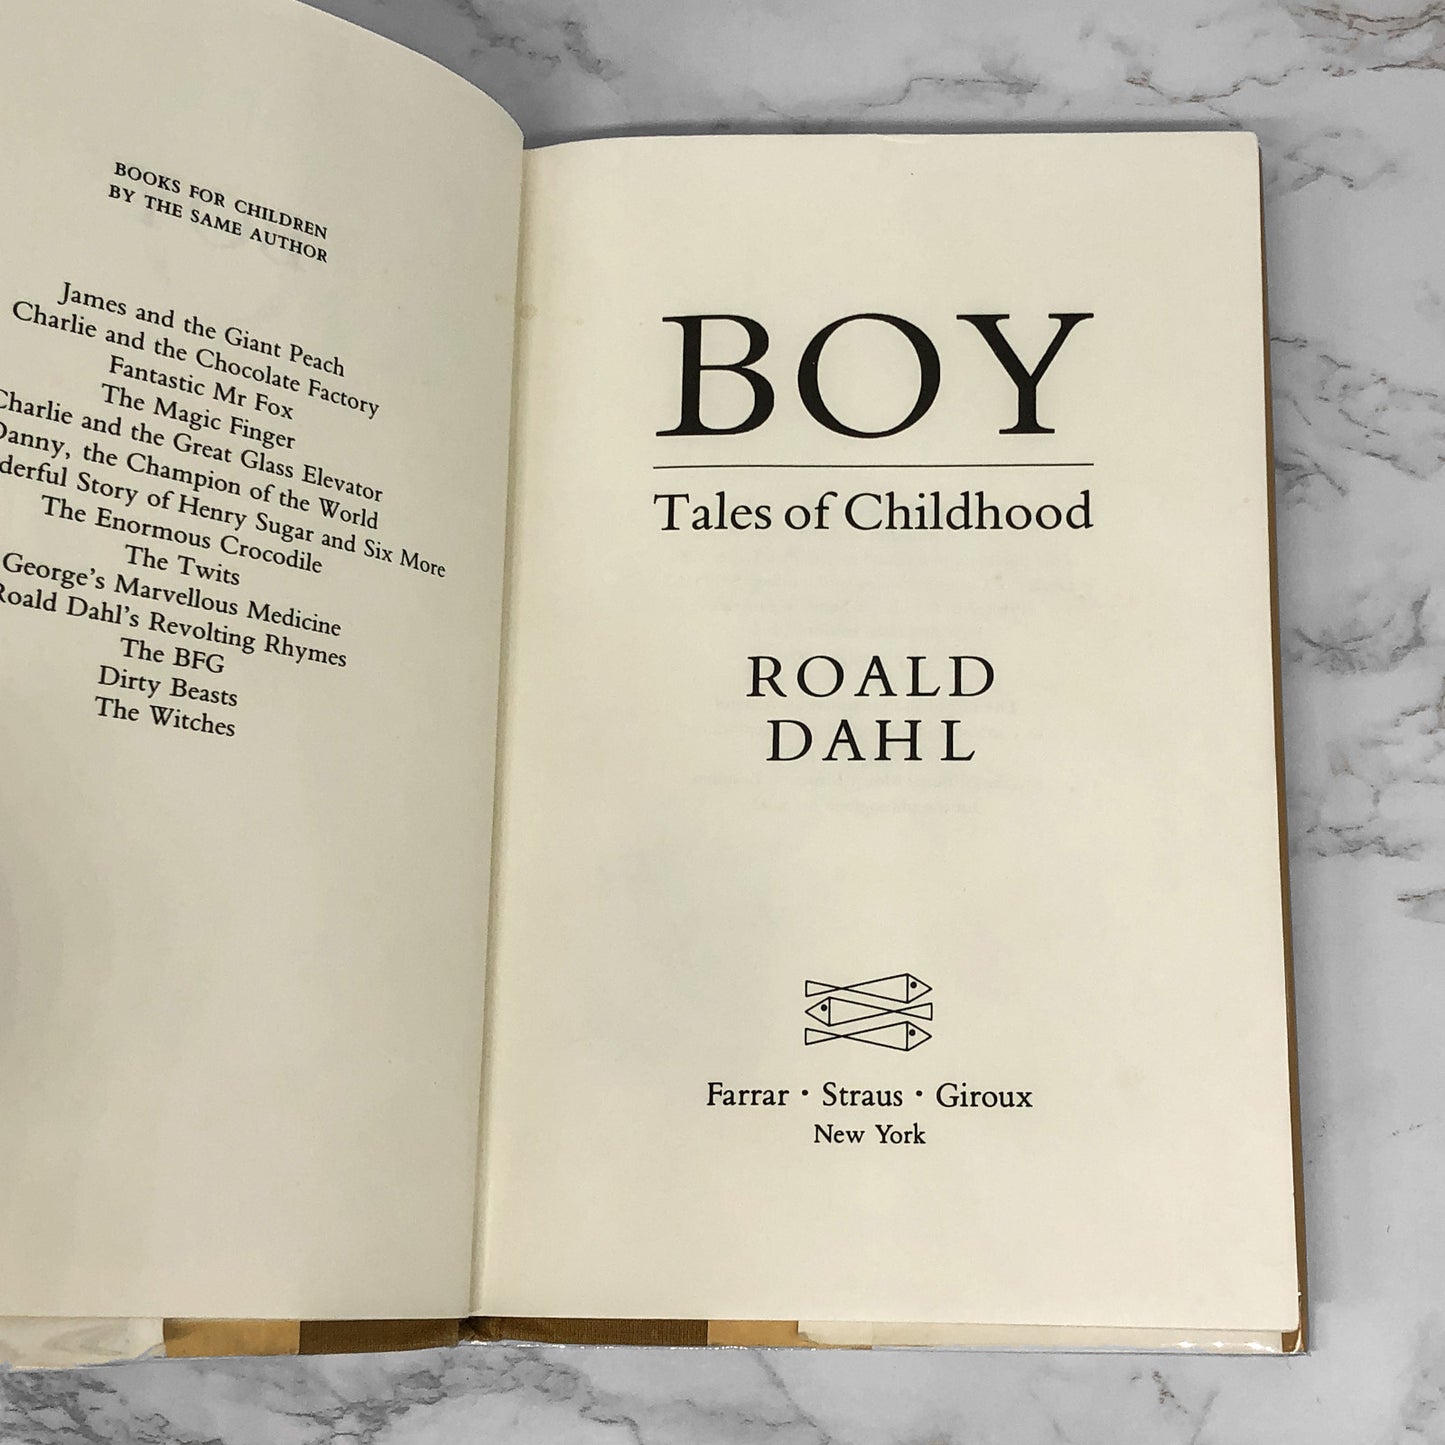 BOOKS FOR CHILDREN
BY THE SAME AUTHOR
James and the Giant Peach
Charlie and the Chocolate Factory
Fantastic Mr Fox
The Magic Finger
Charlie and the Great Glass Elevator
Danny, the Champion of the World
Story of Henry Sugar and Six More
The Enormous Crocodile
The Twits
George's Marvellous Medicine
Roald Dahl's Revolting Rhymes
The BFG
Dirty Beasts
The Witches
BOY
Tales of Childhood
ROALD
DAHL
Farrar · Straus · Giroux
New York